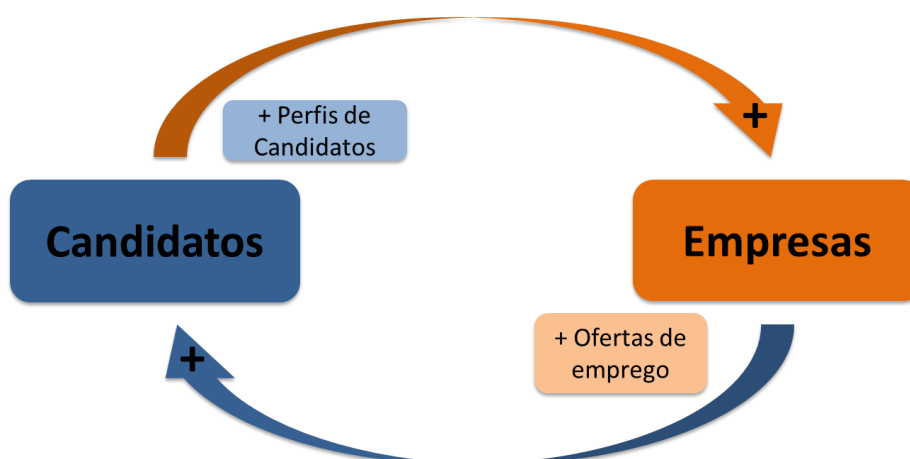 + Perfis de
Candidatos
+
Candidatos
Empresas
+ Ofertas de
emprego
+